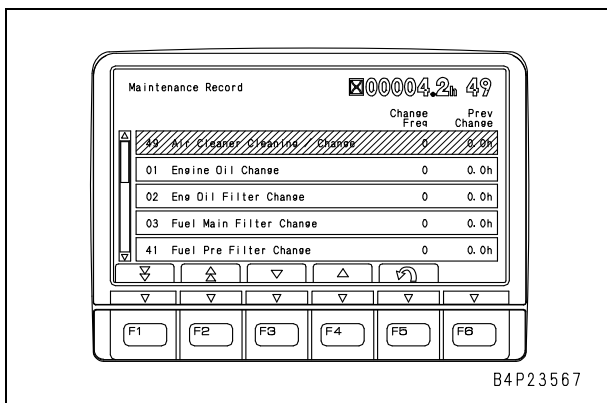 Maintenance Record 00004.2h 49
Change Freq Prev Change
49 Air Cleaner Cleaning / Change 0 0.0h
01 Engine Oil Change 0 0.0h
02 Eng Oil Filter Change 0 0.0h
03 Fuel Main Filter Change 0 0.0h
41 Fuel Pre Filter Change 0 0.0h
F1 F2 F3 F4 F5 F6
B4P23567